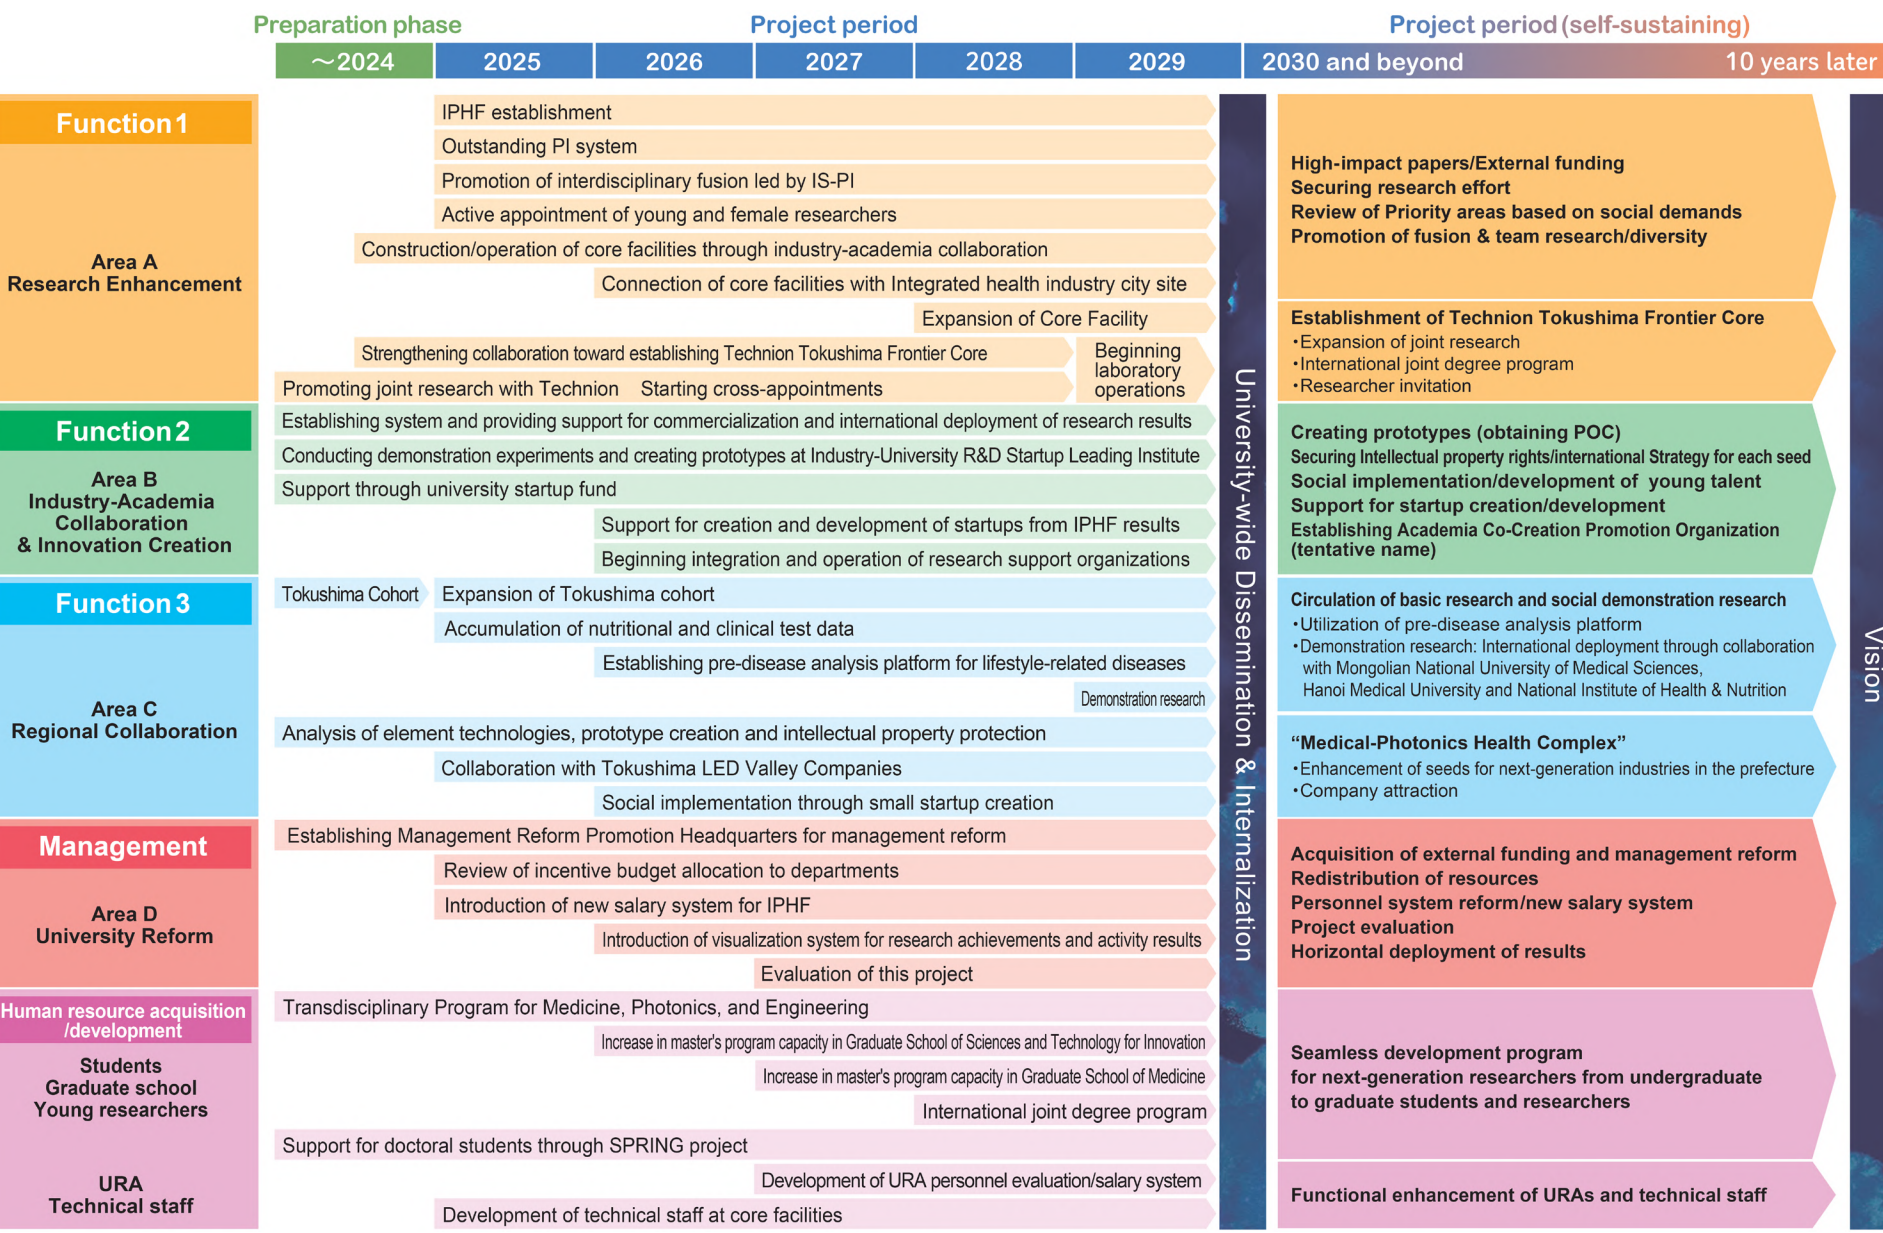 Preparation phase
Project period
Project period (self-sustaining)
～2024
2025
2026
2027
2028
2029
2030 and beyond
10 years later
Function 1
Area A
Research Enhancement
IPHF establishment
Outstanding PI system
Promotion of interdisciplinary fusion led by IS-PI
Active appointment of young and female researchers
Construction/operation of core facilities through industry-academia collaboration
Connection of core facilities with Integrated health industry city site
Expansion of Core Facility
Strengthening collaboration toward establishing Technion Tokushima Frontier Core
Promoting joint research with Technion Starting cross-appointments
Beginning
laboratory
operations
High-impact papers/External funding
Securing research effort
Review of Priority areas based on social demands
Promotion of fusion & team research/diversity
Establishment of Technion Tokushima Frontier Core
・Expansion of joint research
・International joint degree program
・Researcher invitation
Function 2
Area B
Industry-Academia
Collaboration
& Innovation Creation
Establishing system and providing support for commercialization and international deployment of research results
Conducting demonstration experiments and creating prototypes at Industry-University R&D Startup Leading Institute
Support through university startup fund
Support for creation and development of startups from IPHF results
Beginning integration and operation of research support organizations
Creating prototypes (obtaining POC)
Securing Intellectual property rights/international Strategy for each seed
Social implementation/development of young talent
Support for startup creation/development
Establishing Academia Co-Creation Promotion Organization
(tentative name)
Function 3
Area C
Regional Collaboration
Tokushima Cohort
Expansion of Tokushima cohort
Accumulation of nutritional and clinical test data
Establishing pre-disease analysis platform for lifestyle-related diseases
Demonstration research
Analysis of element technologies, prototype creation and intellectual property protection
Collaboration with Tokushima LED Valley Companies
Social implementation through small startup creation
Circulation of basic research and social demonstration research
・Utilization of pre-disease analysis platform
・Demonstration research: International deployment through collaboration
with Mongolian National University of Medical Sciences,
Hanoi Medical University and National Institute of Health & Nutrition
“Medical-Photonics Health Complex”
・Enhancement of seeds for next-generation industries in the prefecture
・Company attraction
Management
Area D
University Reform
Establishing Management Reform Promotion Headquarters for management reform
Review of incentive budget allocation to departments
Introduction of new salary system for IPHF
Introduction of visualization system for research achievements and activity results
Evaluation of this project
Acquisition of external funding and management reform
Redistribution of resources
Personnel system reform/new salary system
Project evaluation
Horizontal deployment of results
Human resource acquisition
/development
Students
Graduate school
Young researchers
URA
Technical staff
Transdisciplinary Program for Medicine, Photonics, and Engineering
Increase in master's program capacity in Graduate School of Sciences and Technology for Innovation
Increase in master's program capacity in Graduate School of Medicine
International joint degree program
Support for doctoral students through SPRING project
Development of URA personnel evaluation/salary system
Development of technical staff at core facilities
Seamless development program
for next-generation researchers from undergraduate
to graduate students and researchers
Functional enhancement of URAs and technical staff
University-wide Dissemination & Internalization
Vision